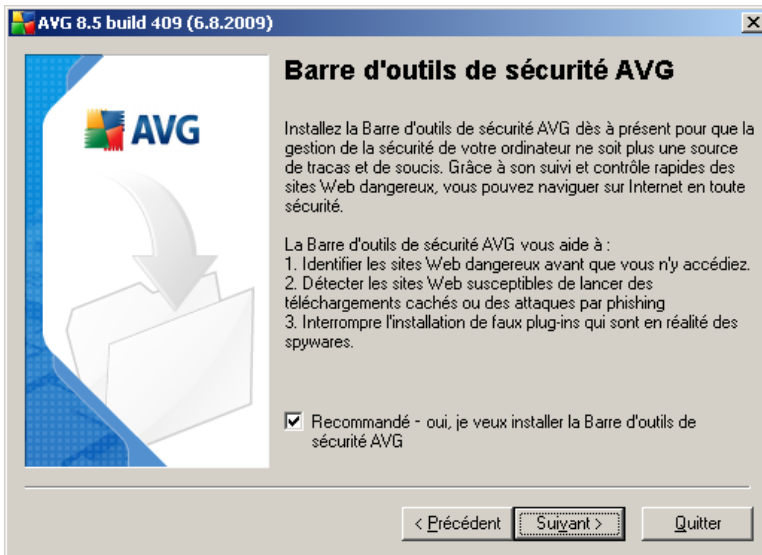 AVG 8.5 build 409 (6.8.2009)
AVG
Barre d'outils de sécurité AVG
Installez la Barre d'outils de sécurité AVG dès à présent pour que la
gestion de la sécurité de votre ordinateur ne soit plus une source
de tracas et de soucis. Grâce à son suivi et contrôle rapides des
sites Web dangereux, vous pouvez naviguer sur Internet en toute
sécurité.
La Barre d'outils de sécurité AVG vous aide à :
1. Identifier les sites Web dangereux avant que vous n'y accédiez.
2. Détecter les sites Web susceptibles de lancer des
téléchargements cachés ou des attaques par phishing
3. Interrompre l'installation de faux plug-ins qui sont en réalité des
spywares.
Recommandé - oui, je veux installer la Barre d'outils de
sécurité AVG
< Précédent Suivant > Quitter